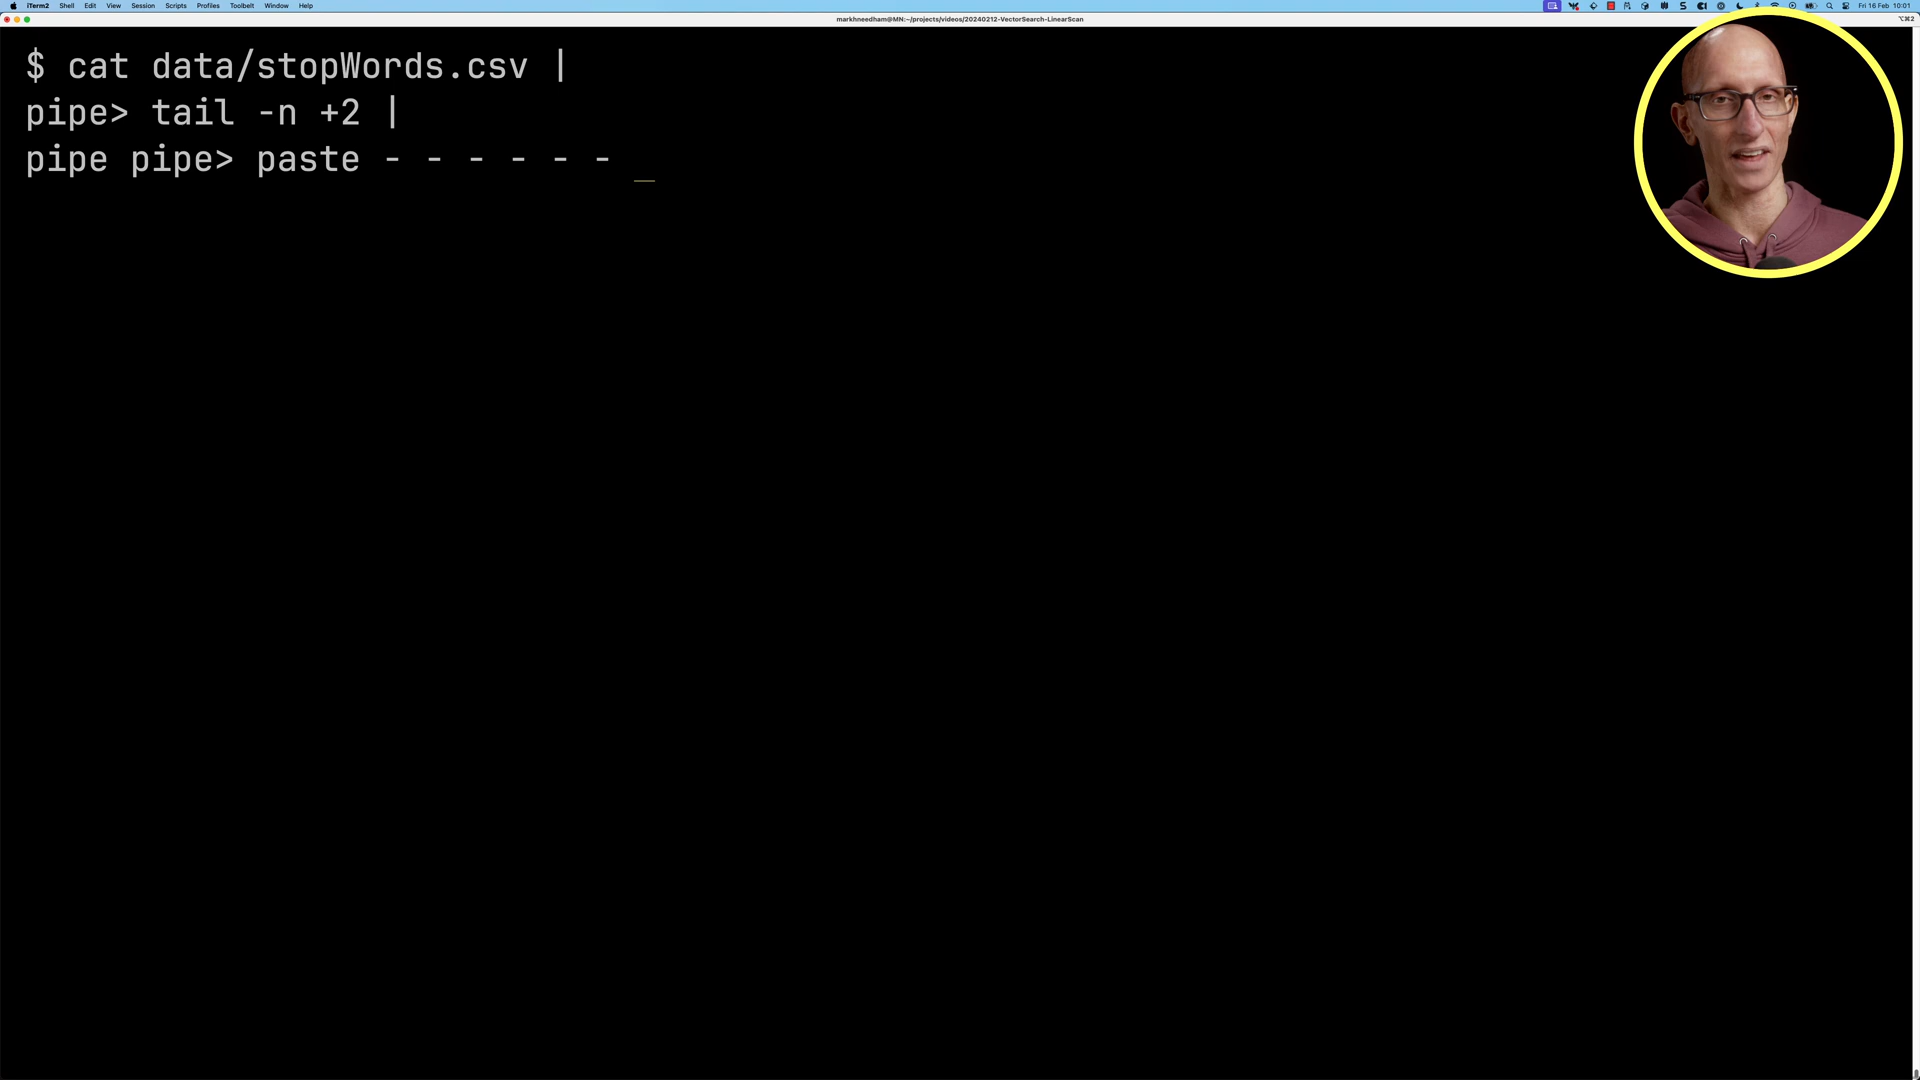 iTerm2 Shell Edit View Session Scripts Profiles Toolbelt Window Help Fri 16 Feb 10:01
markhneedham@MN:~/projects/videos/20240212-VectorSearch-LinearScan ⌥⌘2
$ cat data/stopWords.csv |
pipe> tail -n +2 |
pipe pipe> paste - - - - - - _